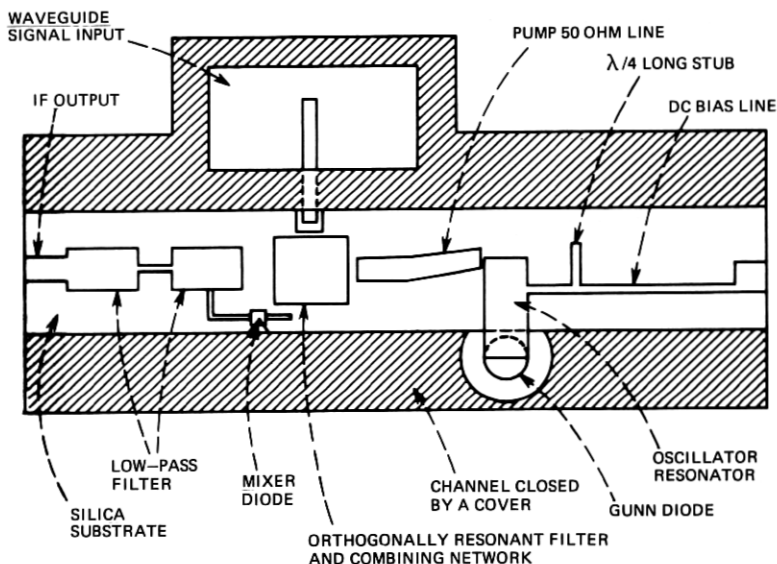 WAVEGUIDE
SIGNAL INPUT
PUMP 50 OHM LINE
λ/4 LONG STUB
IF OUTPUT
DC BIAS LINE
LOW-PASS
FILTER
MIXER
DIODE
CHANNEL CLOSED
BY A COVER
OSCILLATOR
RESONATOR
GUNN DIODE
SILICA
SUBSTRATE
ORTHOGONALLY RESONANT FILTER
AND COMBINING NETWORK